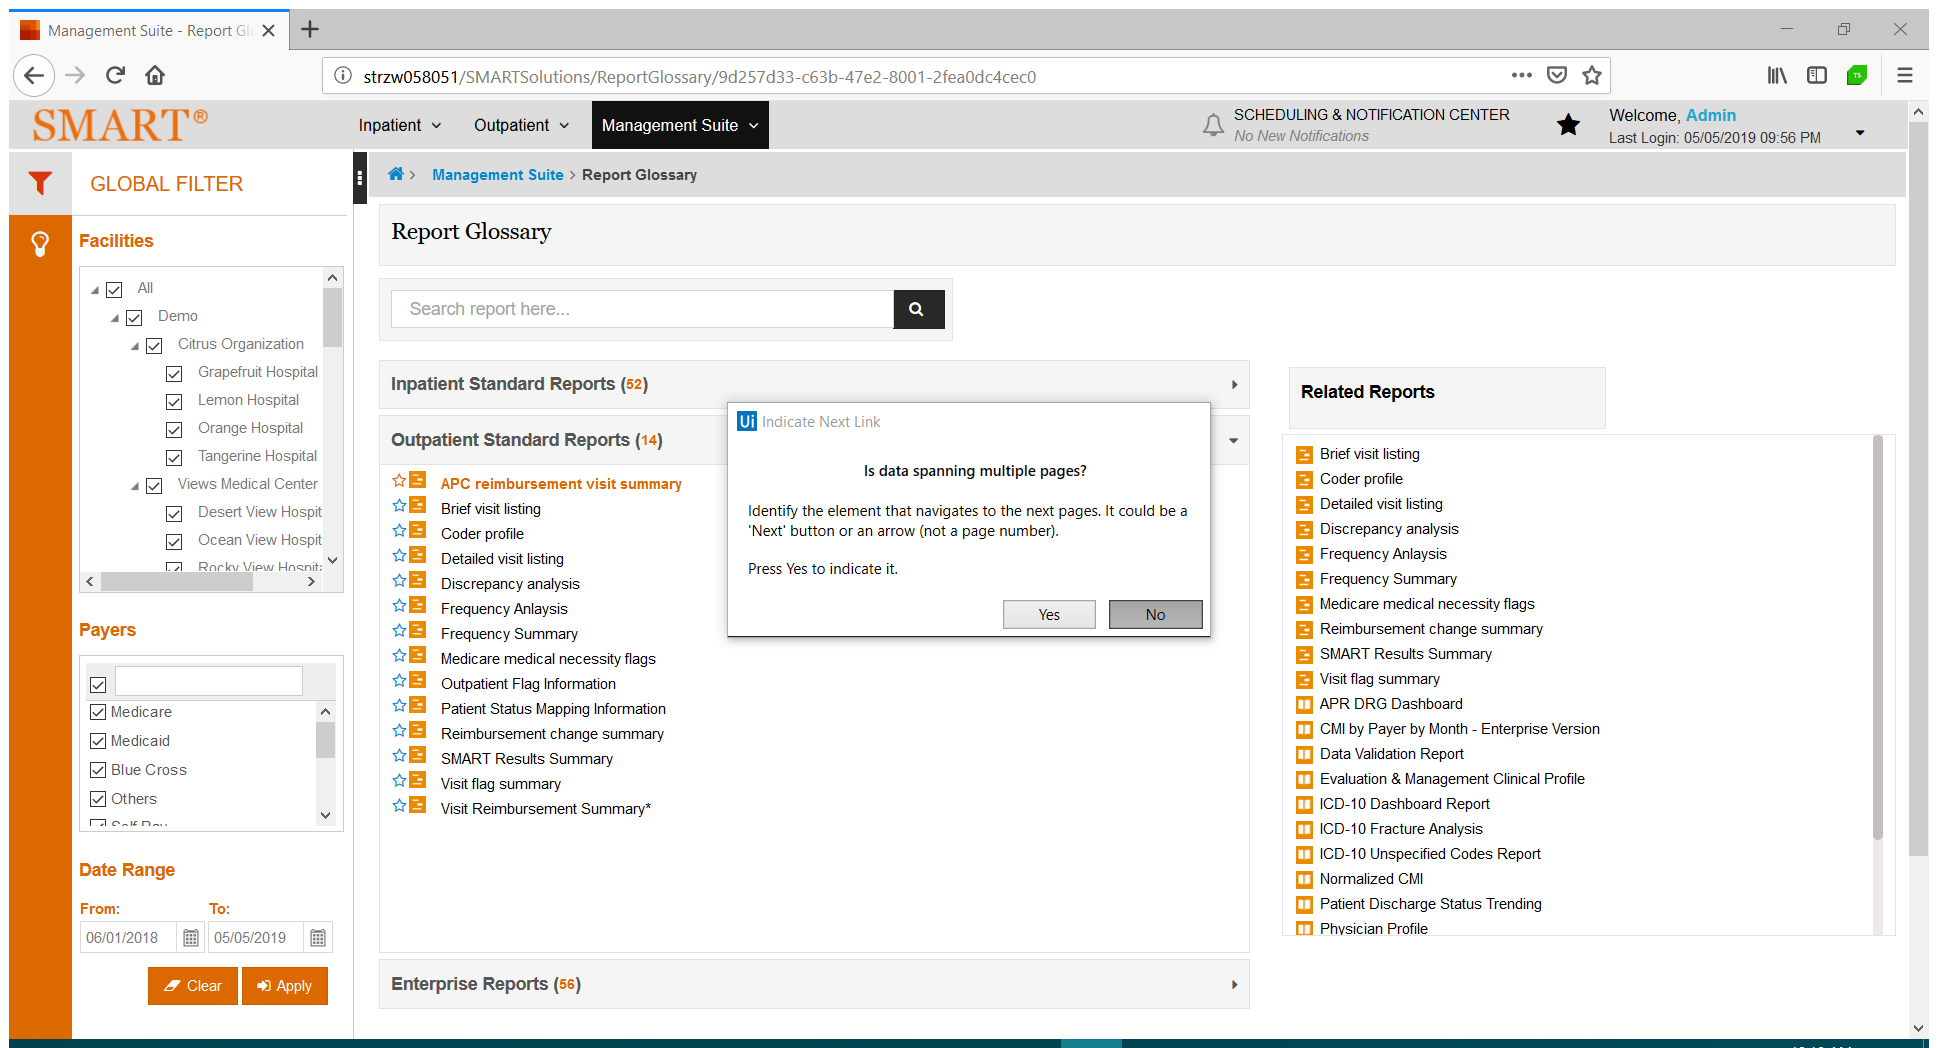 Management Suite - Report Gl
strzw058051/SMARTSolutions/ReportGlossary/9d257d33-c63b-47e2-8001-2fea0dc4cec0
TS
SMART®
Inpatient
Outpatient
Management Suite
SCHEDULING & NOTIFICATION CENTER
No New Notifications
Welcome, Admin
Last Login: 05/05/2019 09:56 PM
GLOBAL FILTER
Management Suite > Report Glossary
Report Glossary
Facilities
All
Demo
Citrus Organization
Grapefruit Hospital
Lemon Hospital
Orange Hospital
Tangerine Hospital
Views Medical Center
Desert View Hospit
Ocean View Hospit
Rocky View Hospita
Payers
Medicare
Medicaid
Blue Cross
Others
Self Pay
Date Range
From:
To:
06/01/2018
05/05/2019
Clear
Apply
Search report here...
Inpatient Standard Reports (52)
Outpatient Standard Reports (14)
APC reimbursement visit summary
Brief visit listing
Coder profile
Detailed visit listing
Discrepancy analysis
Frequency Anlaysis
Frequency Summary
Medicare medical necessity flags
Outpatient Flag Information
Patient Status Mapping Information
Reimbursement change summary
SMART Results Summary
Visit flag summary
Visit Reimbursement Summary*
Enterprise Reports (56)
Ui Indicate Next Link
Is data spanning multiple pages?
Identify the element that navigates to the next pages. It could be a
'Next' button or an arrow (not a page number).
Press Yes to indicate it.
Yes
No
Related Reports
Brief visit listing
Coder profile
Detailed visit listing
Discrepancy analysis
Frequency Anlaysis
Frequency Summary
Medicare medical necessity flags
Reimbursement change summary
SMART Results Summary
Visit flag summary
APR DRG Dashboard
CMI by Payer by Month - Enterprise Version
Data Validation Report
Evaluation & Management Clinical Profile
ICD-10 Dashboard Report
ICD-10 Fracture Analysis
ICD-10 Unspecified Codes Report
Normalized CMI
Patient Discharge Status Trending
Physician Profile